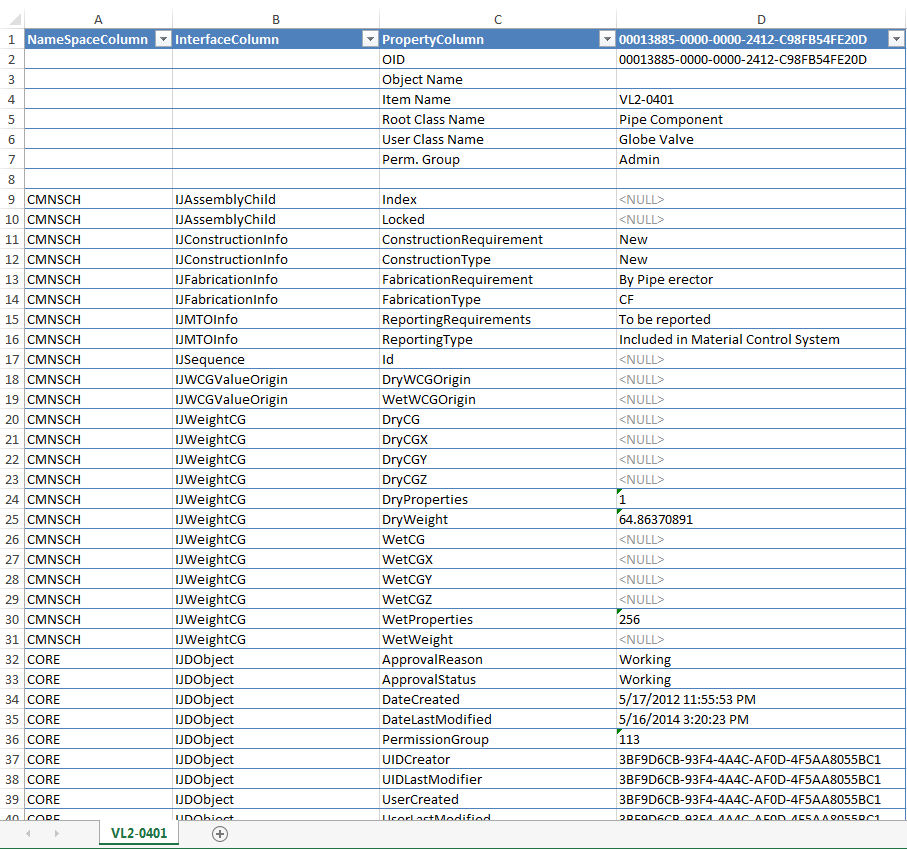 A B C D
1 NameSpaceColumn InterfaceColumn PropertyColumn 00013885-0000-0000-2412-C98FB54FE20D
2 OID 00013885-0000-0000-2412-C98FB54FE20D
3 Object Name
4 Item Name VL2-0401
5 Root Class Name Pipe Component
6 User Class Name Globe Valve
7 Perm. Group Admin
8
9 CMNSCH IJAssemblyChild Index <NULL>
10 CMNSCH IJAssemblyChild Locked <NULL>
11 CMNSCH IJConstructionInfo ConstructionRequirement New
12 CMNSCH IJConstructionInfo ConstructionType New
13 CMNSCH IJFabricationInfo FabricationRequirement By Pipe erector
14 CMNSCH IJFabricationInfo FabricationType CF
15 CMNSCH IJMTOInfo ReportingRequirements To be reported
16 CMNSCH IJMTOInfo ReportingType Included in Material Control System
17 CMNSCH IJSequence Id <NULL>
18 CMNSCH IJWCGValueOrigin DryWCGOrigin <NULL>
19 CMNSCH IJWCGValueOrigin WetWCGOrigin <NULL>
20 CMNSCH IJWeightCG DryCG <NULL>
21 CMNSCH IJWeightCG DryCGX <NULL>
22 CMNSCH IJWeightCG DryCGY <NULL>
23 CMNSCH IJWeightCG DryCGZ <NULL>
24 CMNSCH IJWeightCG DryProperties 1
25 CMNSCH IJWeightCG DryWeight 64.86370891
26 CMNSCH IJWeightCG WetCG <NULL>
27 CMNSCH IJWeightCG WetCGX <NULL>
28 CMNSCH IJWeightCG WetCGY <NULL>
29 CMNSCH IJWeightCG WetCGZ <NULL>
30 CMNSCH IJWeightCG WetProperties 256
31 CMNSCH IJWeightCG WetWeight <NULL>
32 CORE IJDObject ApprovalReason Working
33 CORE IJDObject ApprovalStatus Working
34 CORE IJDObject DateCreated 5/17/2012 11:55:53 PM
35 CORE IJDObject DateLastModified 5/16/2014 3:20:23 PM
36 CORE IJDObject PermissionGroup 113
37 CORE IJDObject UIDCreator 3BF9D6CB-93F4-4A4C-AF0D-4F5AA8055BC1
38 CORE IJDObject UIDLastModifier 3BF9D6CB-93F4-4A4C-AF0D-4F5AA8055BC1
39 CORE IJDObject UserCreated 3BF9D6CB-93F4-4A4C-AF0D-4F5AA8055BC1
40 CORE IJDObject UserLastModified 3BF9D6CB-93F4-4A4C-AF0D-4F5AA8055BC1
VL2-0401